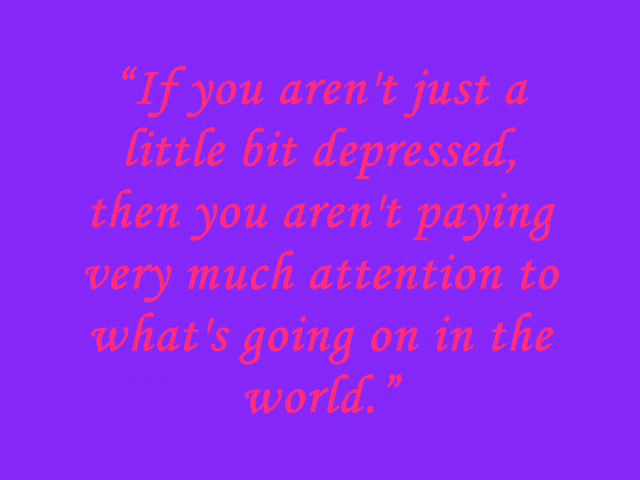 “If you aren't just a
little bit depressed,
then you aren't paying
very much attention to
what's going on in the
world.”